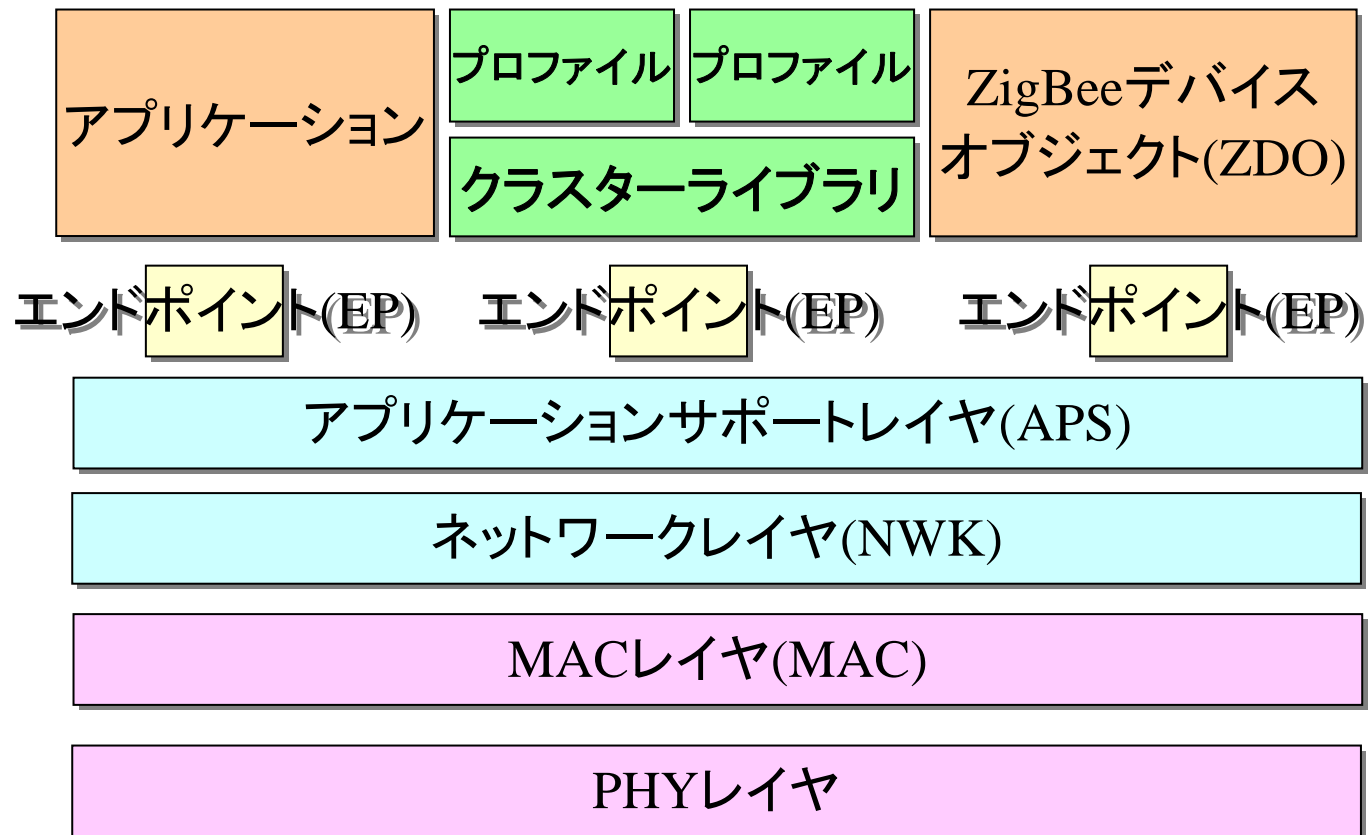 アプリケーション
プロファイル
プロファイル
クラスターライブラリ
ZigBeeデバイス
オブジェクト(ZDO)
エンドポイント(EP)
エンドポイント(EP)
エンドポイント(EP)
アプリケーションサポートレイヤ(APS)
ネットワークレイヤ(NWK)
MACレイヤ(MAC)
PHYレイヤ